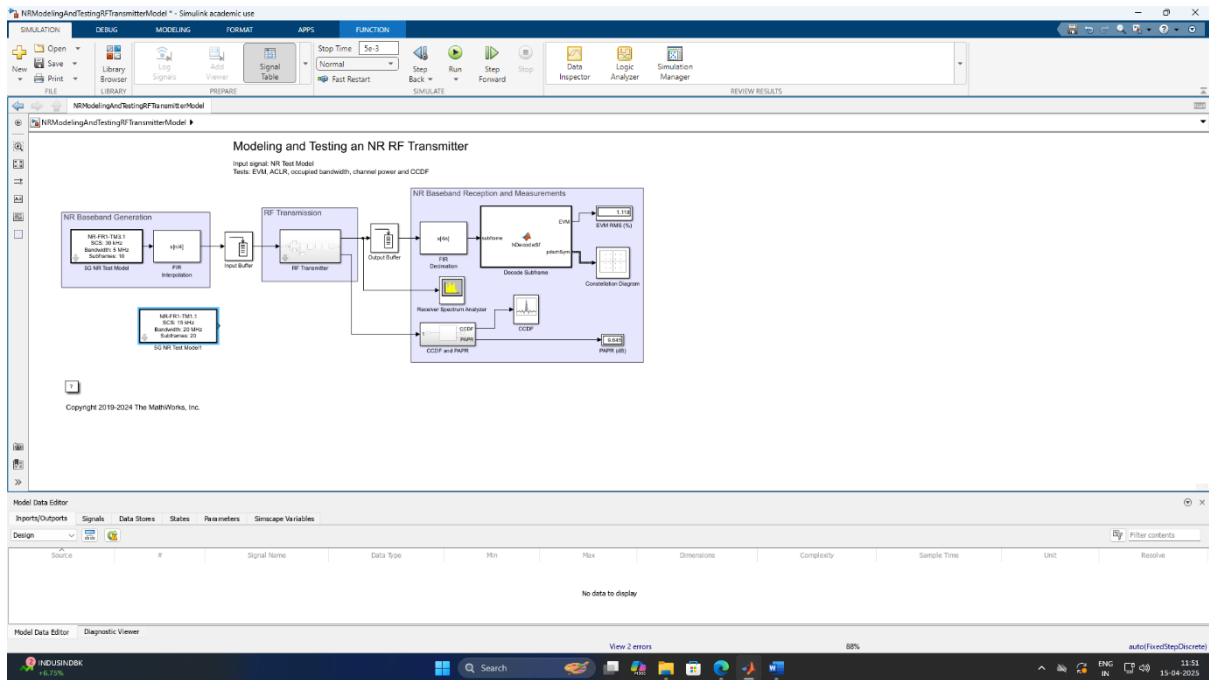 NRModelingAndTestingRFTransmitterModel * - Simulink academic use
SIMULATION DEBUG MODELING FORMAT APPS FUNCTION
New
Open
Save
Print
FILE
Library Browser
LIBRARY
Log Signals
Add Viewer
Signal Table
PREPARE
Stop Time 5e-3
Normal
Fast Restart
Step Back
Run
Step Forward
Stop
SIMULATE
Data Inspector
Logic Analyzer
Simulation Manager
REVIEW RESULTS
NRModelingAndTestingRFTransmitterModel
NRModelingAndTestingRFTransmitterModel
Modeling and Testing an NR RF Transmitter
Input signal: NR Test Model
Tests: EVM, ACLR, occupied bandwidth, channel power and CCDF
NR Baseband Generation
NR-FR1-TM3.1
SCS: 30 kHz
Bandwidth: 5 MHz
Subframes: 10
5G NR Test Model
x[n/4]
FIR
Interpolation
Input Buffer
RF Transmission
RF Transmitter
Output Buffer
NR Baseband Reception and Measurements
x[4n]
FIR
Decimation
subframe
hDecodeSF
EVM
pdschSym
Decode Subframe
1.118
EVM RMS (%)
Constellation Diagram
Receiver Spectrum Analyzer
CCDF
PAPR
CCDF and PAPR
CCDF
9.645
PAPR (dB)
NR-FR1-TM1.1
SCS: 15 kHz
Bandwidth: 20 MHz
Subframes: 20
5G NR Test Model1
?
Copyright 2019-2024 The MathWorks, Inc.
Model Data Editor
Inports/Outports Signals Data Stores States Parameters Simscape Variables
Design
Filter contents
Source # Signal Name Data Type Min Max Dimensions Complexity Sample Time Unit Resolve
No data to display
Model Data Editor Diagnostic Viewer
View 2 errors 88% auto(FixedStepDiscrete)
2
INDUSINDBK
+6.75%
Search
ENG
IN
11:51
15-04-2025